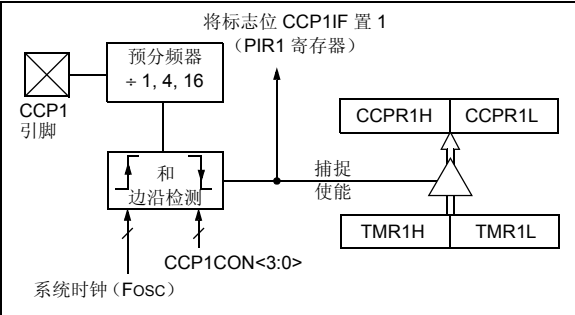 将标志位 CCP1IF 置 1
（PIR1 寄存器）
预分频器
÷ 1, 4, 16
CCP1
引脚
CCPR1H
CCPR1L
和
边沿检测
捕捉
使能
TMR1H
TMR1L
CCP1CON<3:0>
系统时钟（FOSC）